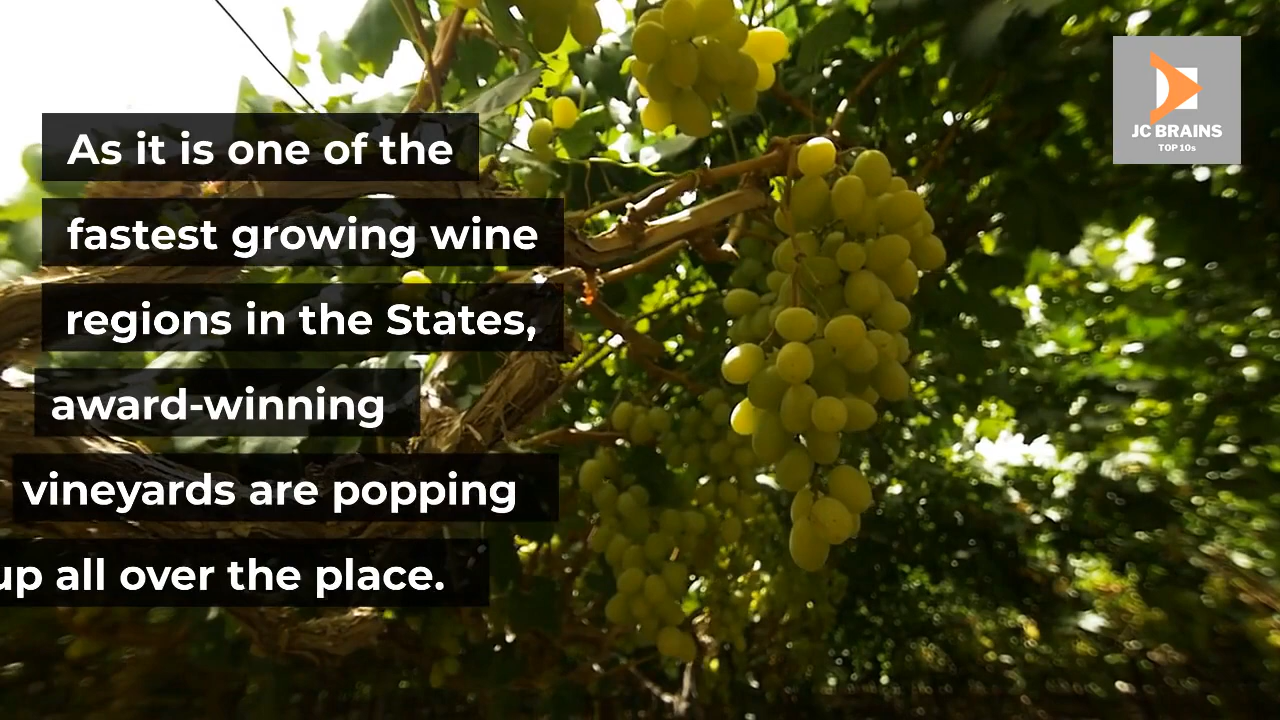 As it is one of the
fastest growing wine
regions in the States,
award-winning
vineyards are popping
up all over the place.
JC BRAINS
TOP 10s